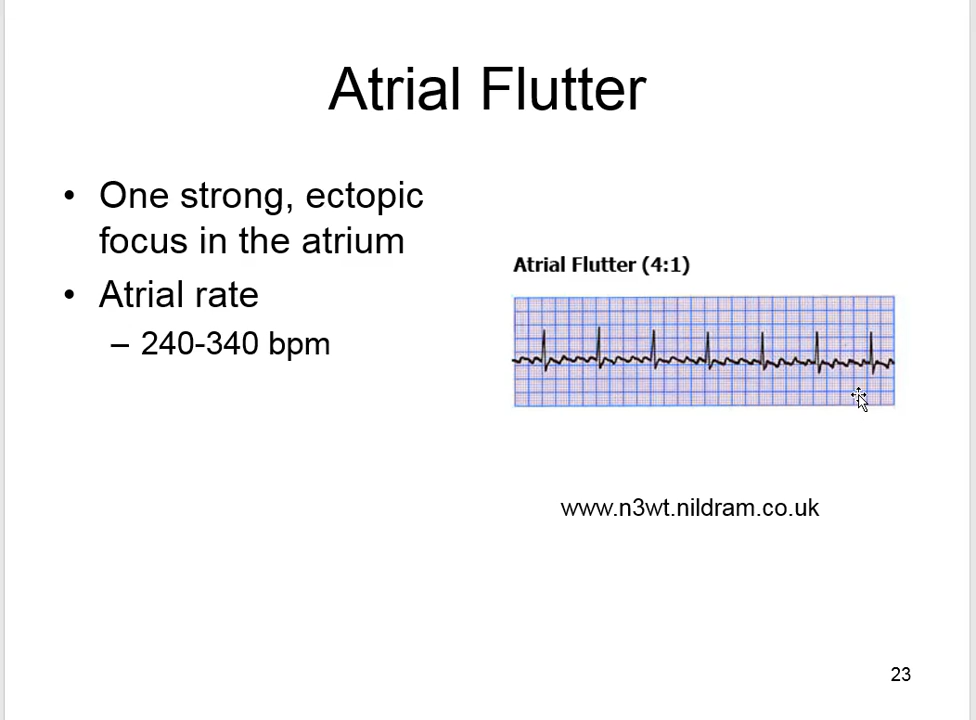 Atrial Flutter
• One strong, ectopic
focus in the atrium
• Atrial rate
– 240-340 bpm
Atrial Flutter (4:1)
www.n3wt.nildram.co.uk
23